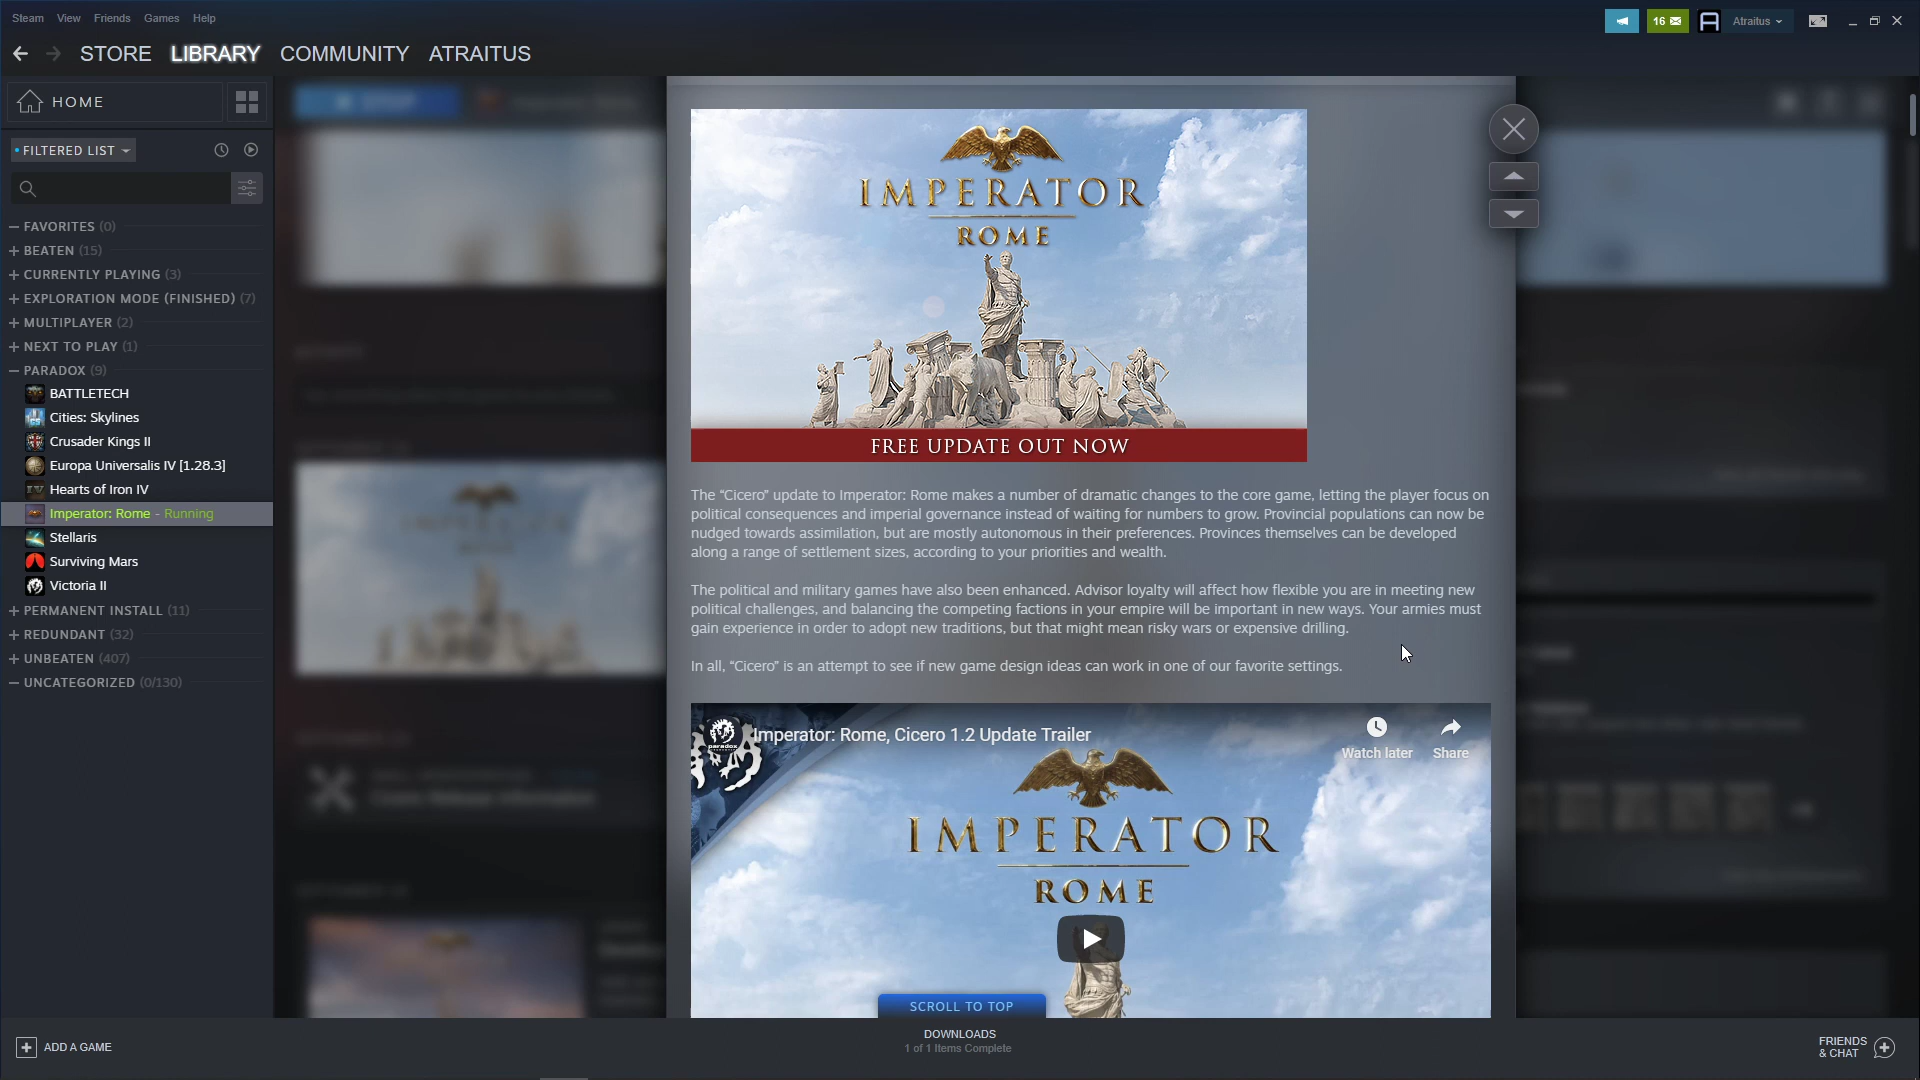 Steam View Friends Games Help
16
Atraitus
STORE LIBRARY COMMUNITY ATRAITUS
HOME
FILTERED LIST
FAVORITES (0)
BEATEN (15)
CURRENTLY PLAYING (3)
EXPLORATION MODE (FINISHED) (7)
MULTIPLAYER (2)
NEXT TO PLAY (1)
PARADOX (9)
BATTLETECH
Cities: Skylines
Crusader Kings II
Europa Universalis IV [1.28.3]
Hearts of Iron IV
Imperator: Rome - Running
Stellaris
Surviving Mars
Victoria II
PERMANENT INSTALL (11)
REDUNDANT (32)
UNBEATEN (407)
UNCATEGORIZED (0/130)
STOP
IMPERATOR
ROME
FREE UPDATE OUT NOW
The "Cicero" update to Imperator: Rome makes a number of dramatic changes to the core game, letting the player focus on
political consequences and imperial governance instead of waiting for numbers to grow. Provincial populations can now be
nudged towards assimilation, but are mostly autonomous in their preferences. Provinces themselves can be developed
along a range of settlement sizes, according to your priorities and wealth.
The political and military games have also been enhanced. Advisor loyalty will affect how flexible you are in meeting new
political challenges, and balancing the competing factions in your empire will be important in new ways. Your armies must
gain experience in order to adopt new traditions, but that might mean risky wars or expensive drilling.
In all, "Cicero" is an attempt to see if new game design ideas can work in one of our favorite settings.
paradox
Imperator: Rome, Cicero 1.2 Update Trailer
Watch later Share
IMPERATOR
ROME
SCROLL TO TOP
ADD A GAME
DOWNLOADS
1 of 1 Items Complete
FRIENDS
& CHAT